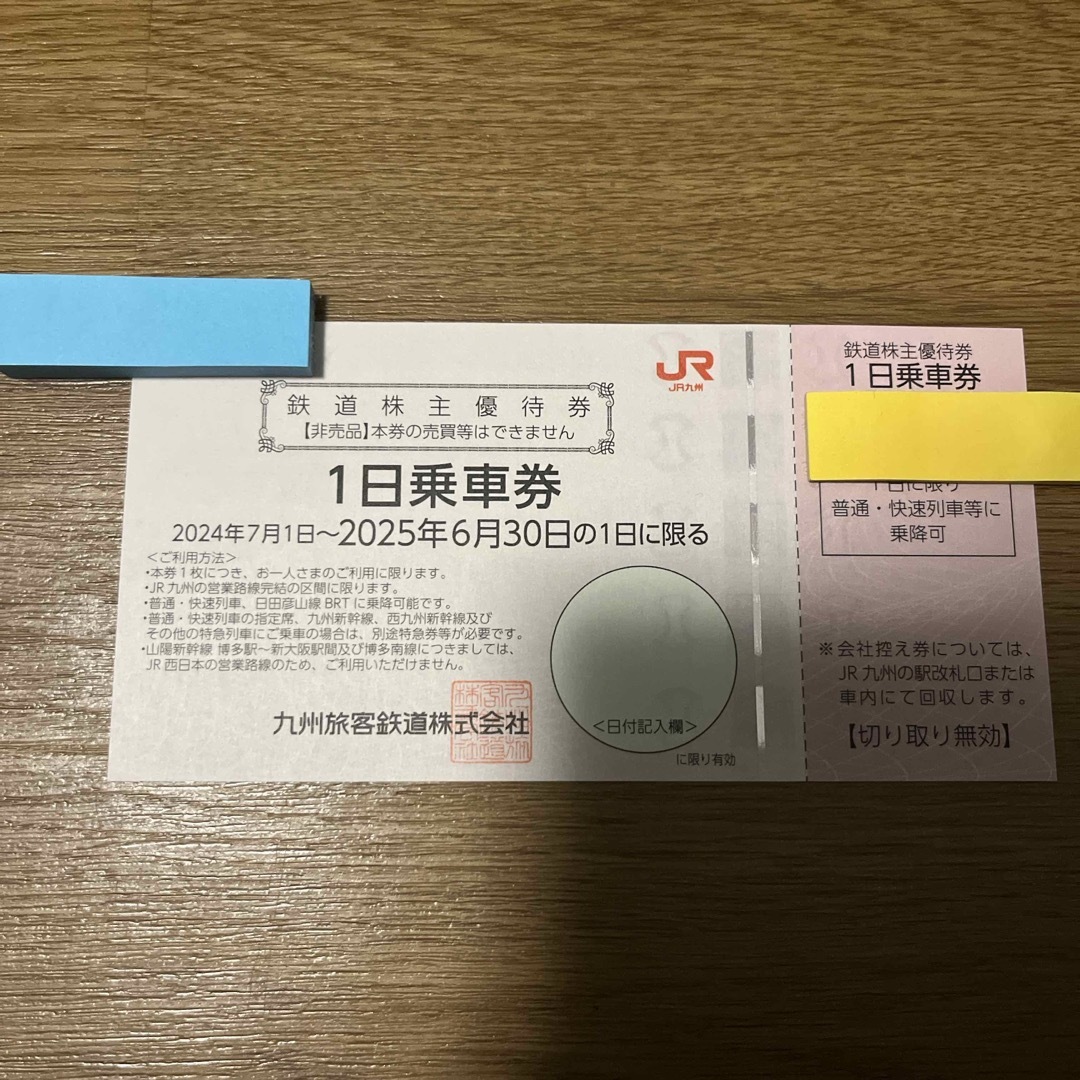 鉄道株主優待券
【非売品】本券の売買等はできません
1日乗車券
2024年7月1日～2025年6月30日の1日に限る
＜ご利用方法＞
・本券1枚につき、お一人さまのご利用に限ります。
・JR九州の営業路線完結の区間に限ります。
・普通・快速列車、日田彦山線BRTに乗降可能です。
・普通・快速列車の指定席、九州新幹線、西九州新幹線及び
その他の特急列車にご乗車の場合は、別途特急券等が必要です。
・山陽新幹線 博多駅～新大阪駅間及び博多南線につきましては、
JR西日本の営業路線のため、ご利用いただけません。
九州旅客鉄道株式会社
＜日付記入欄＞
に限り有効
JR
JR九州
鉄道株主優待券
1日乗車券
1日に限り
普通・快速列車等に
乗降可
※会社控え券については、
JR九州の駅改札口または
車内にて回収します。
【切り取り無効】